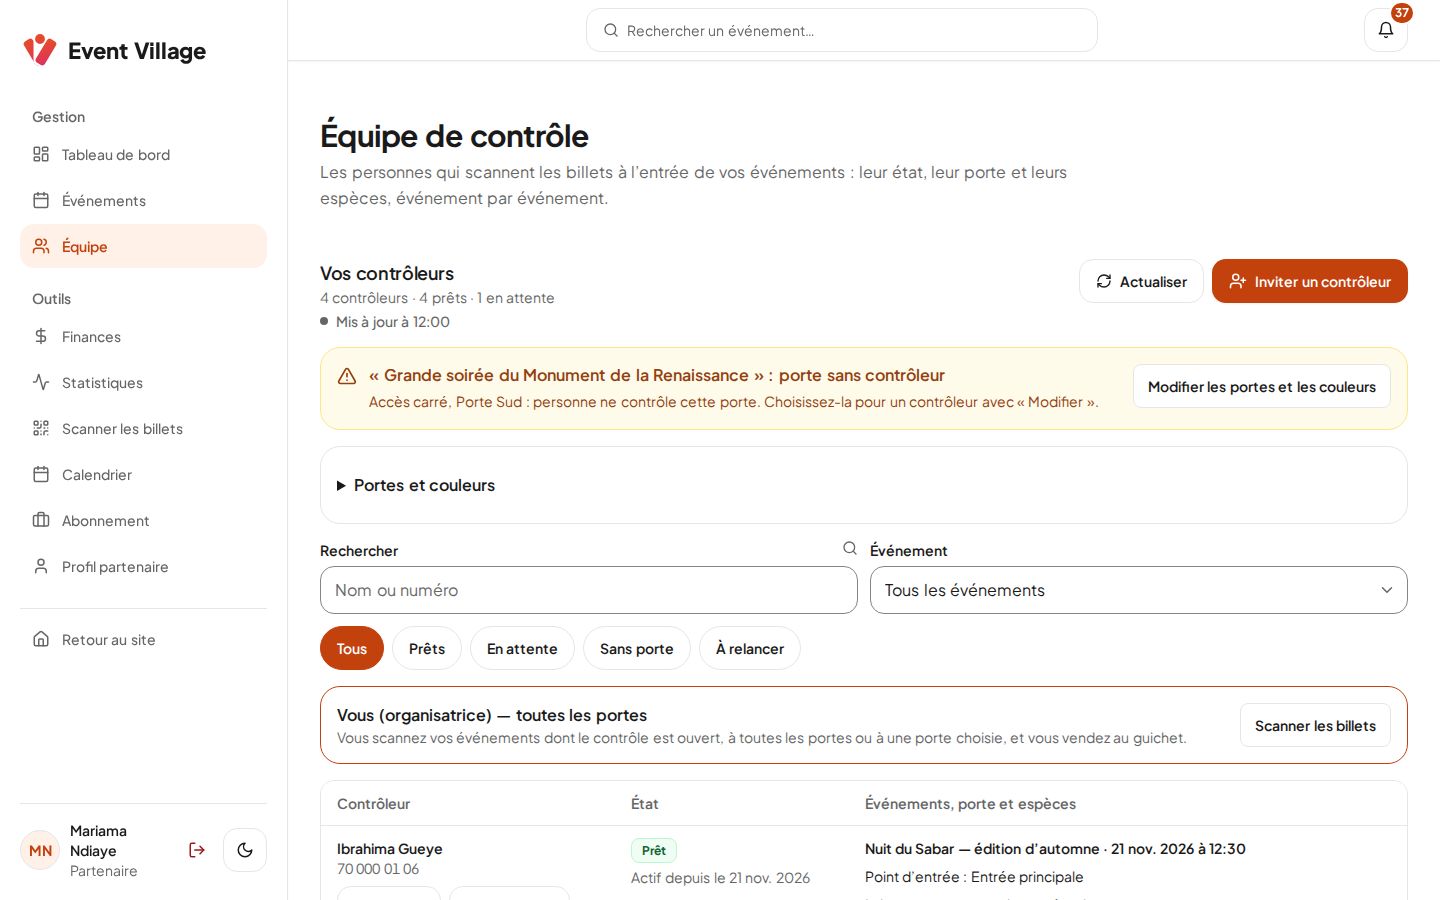 Event Village
Rechercher un événement…
37
Gestion
Tableau de bord
Événements
Équipe
Outils
Finances
Statistiques
Scanner les billets
Calendrier
Abonnement
Profil partenaire
Retour au site
MN
Mariama
Ndiaye
Partenaire
Équipe de contrôle
Les personnes qui scannent les billets à l’entrée de vos événements : leur état, leur porte et leurs
espèces, événement par événement.
Vos contrôleurs
4 contrôleurs · 4 prêts · 1 en attente
Mis à jour à 12:00
Actualiser
Inviter un contrôleur
« Grande soirée du Monument de la Renaissance » : porte sans contrôleur
Accès carré, Porte Sud : personne ne contrôle cette porte. Choisissez-la pour un contrôleur avec « Modifier ».
Modifier les portes et les couleurs
Portes et couleurs
Rechercher
Nom ou numéro
Événement
Tous les événements
Tous
Prêts
En attente
Sans porte
À relancer
Vous (organisatrice) — toutes les portes
Vous scannez vos événements dont le contrôle est ouvert, à toutes les portes ou à une porte choisie, et vous vendez au guichet.
Scanner les billets
Contrôleur
État
Événements, porte et espèces
Ibrahima Gueye
70 000 01 06
Prêt
Actif depuis le 21 nov. 2026
Nuit du Sabar — édition d’automne · 21 nov. 2026 à 12:30
Point d’entrée : Entrée principale